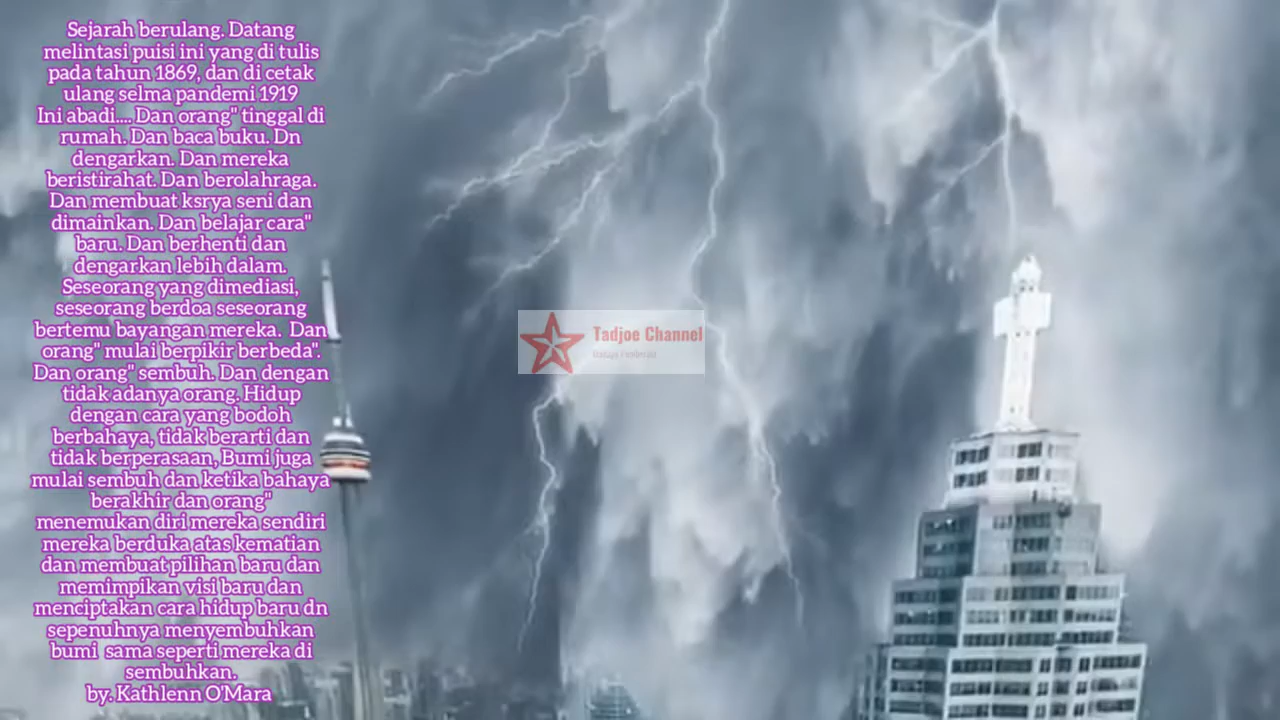 Sejarah berulang. Datang
melintasi puisi ini yang di tulis
pada tahun 1869, dan di cetak
ulang selma pandemi 1919
Ini abadi.... Dan orang" tinggal di
rumah. Dan baca buku. Dn
dengarkan. Dan mereka
beristirahat. Dan berolahraga.
Dan membuat ksrya seni dan
dimainkan. Dan belajar cara"
baru. Dan berhenti dan
dengarkan lebih dalam.
Seseorang yang dimediasi,
seseorang berdoa seseorang
bertemu bayangan mereka. Dan
orang" mulai berpikir berbeda".
Dan orang" sembuh. Dan dengan
tidak adanya orang. Hidup
dengan cara yang bodoh
berbahaya, tidak berarti dan
tidak berperasaan, Bumi juga
mulai sembuh dan ketika bahaya
berakhir dan orang"
menemukan diri mereka sendiri
mereka berduka atas kematian
dan membuat pilihan baru dan
memimpikan visi baru dan
menciptakan cara hidup baru dn
sepenuhnya menyembuhkan
bumi sama seperti mereka di
sembuhkan.
by. Kathlenn O'Mara
Tadjoe Channel